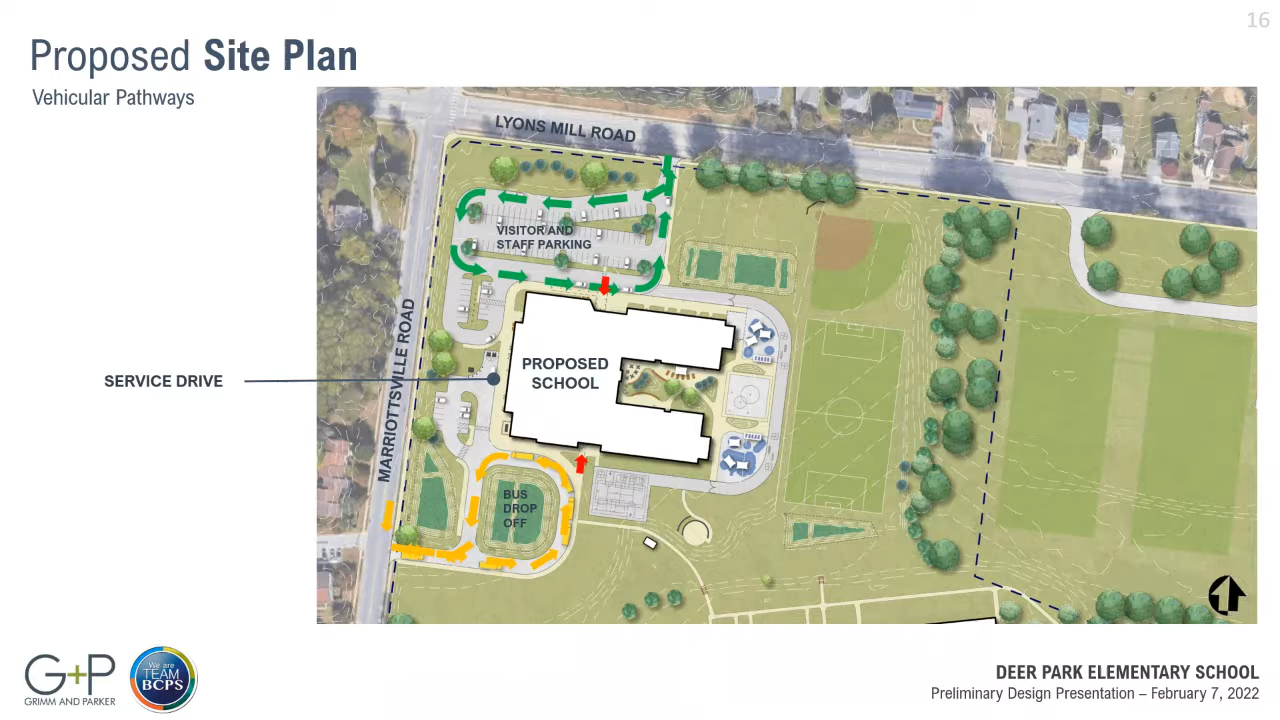 16
Proposed Site Plan
Vehicular Pathways
LYONS MILL ROAD
VISITOR AND
STAFF PARKING
MARRIOTTSVILLE ROAD
SERVICE DRIVE
PROPOSED
SCHOOL
BUS
DROP
OFF
G+P
GRIMM AND PARKER
We are
TEAM
BCPS
DEER PARK ELEMENTARY SCHOOL
Preliminary Design Presentation – February 7, 2022